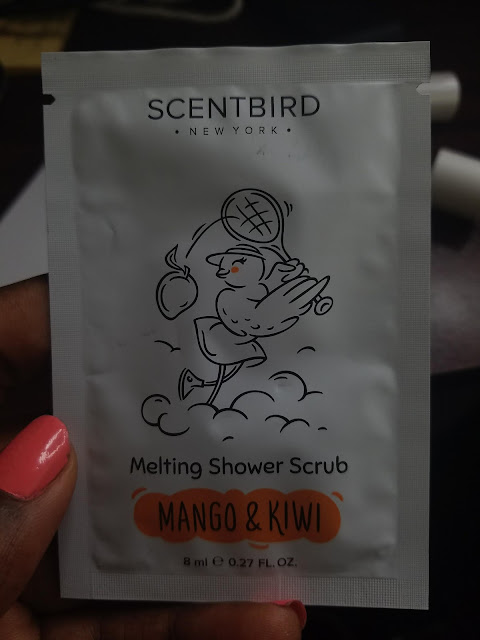 SCENTBIRD
• NEW YORK •
Melting Shower Scrub
MANGO & KIWI
8 ml ℮ 0.27 FL. OZ.